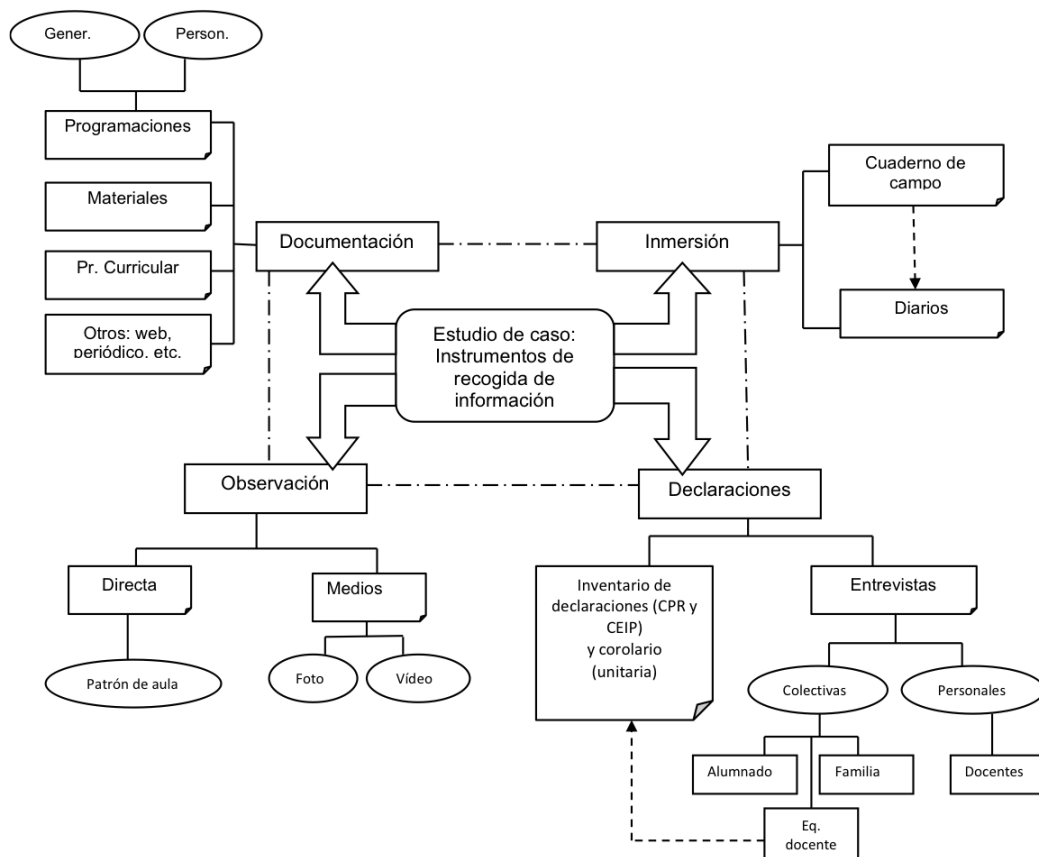 Gener.
Person.
Programaciones
Materiales
Pr. Curricular
Otros: web,
periódico, etc.
Documentación
Inmersión
Cuaderno de
campo
Diarios
Estudio de caso:
Instrumentos de
recogida de
información
Observación
Declaraciones
Directa
Medios
Patrón de aula
Foto
Vídeo
Inventario de
declaraciones (CPR y
CEIP)
y corolario
(unitaria)
Entrevistas
Colectivas
Personales
Alumnado
Familia
Docentes
Eq.
docente